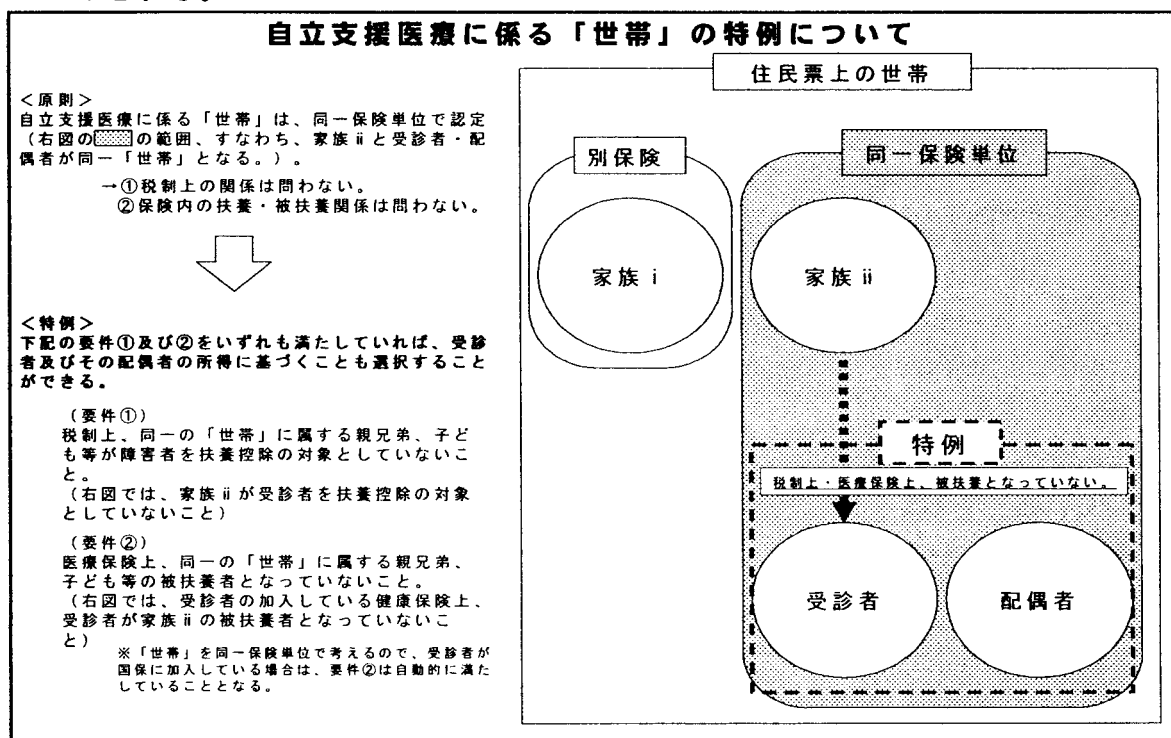 自立支援医療に係る「世帯」の特例について
＜原則＞
自立支援医療に係る「世帯」は、同一保険単位で認定
（右図の の範囲、すなわち、家族ⅱと受診者・配
偶者が同一「世帯」となる。）。
→①税制上の関係は問わない。
②保険内の扶養・被扶養関係は問わない。
＜特例＞
下記の要件①及び②をいずれも満たしていれば、受診
者及びその配偶者の所得に基づくことも選択すること
ができる。
（要件①）
税制上、同一の「世帯」に属する親兄弟、子ど
も等が障害者を扶養控除の対象としていないこ
と。
（右図では、家族ⅱが受診者を扶養控除の対象
としていないこと）
（要件②）
医療保険上、同一の「世帯」に属する親兄弟、
子ども等の被扶養者となっていないこと。
（右図では、受診者の加入している健康保険上、
受診者が家族ⅱの被扶養者となっていないこ
と）
※「世帯」を同一保険単位で考えるので、受診者が
国保に加入している場合は、要件②は自動的に満た
していることとなる。
住民票上の世帯
別保険
同一保険単位
家族ⅰ
家族ⅱ
特例
税制上・医療保険上、被扶養となっていない。
受診者
配偶者